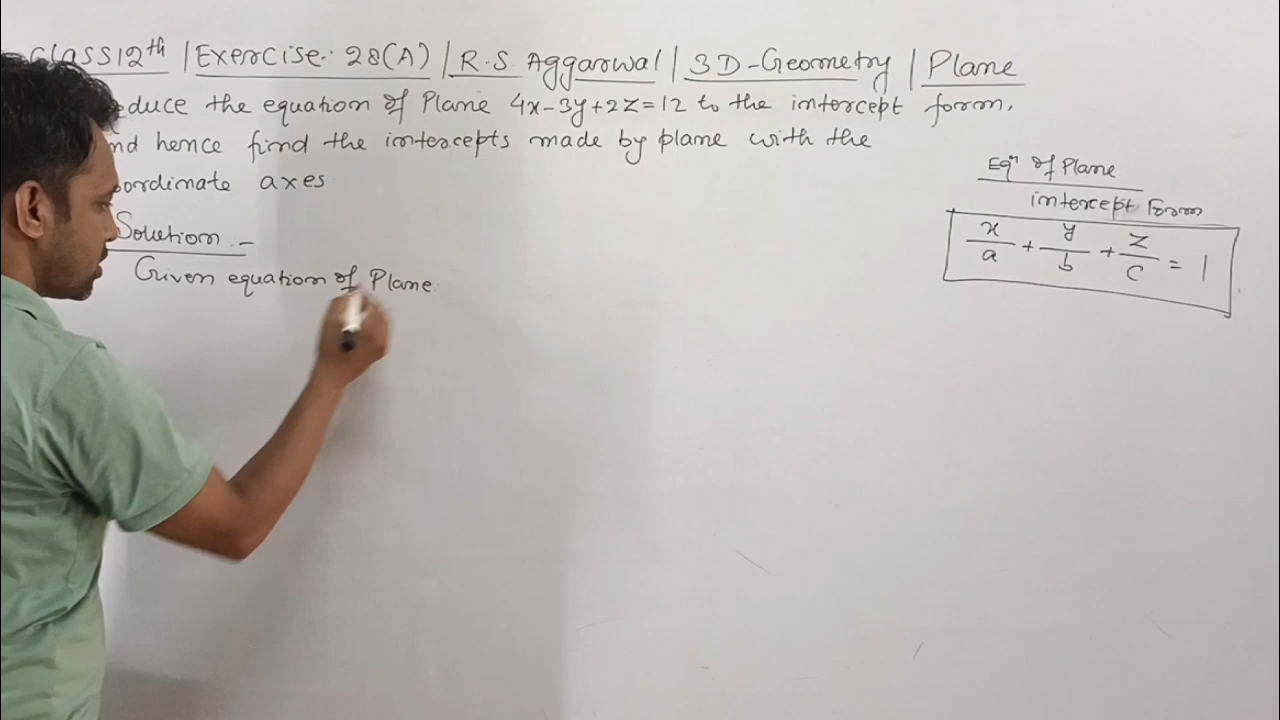 class 12th | Exercise. 28(A) | R.S Aggarwal | 3D-Geometry | Plane
educe the equation of Plane 4x-3y+2z=12 to the intercept form.
nd hence find the intercepts made by plane with the
oordinate axes
Solution :-
Given equation of Plane
Eqn of Plane
intercept Form
x/a + y/b + z/c = 1